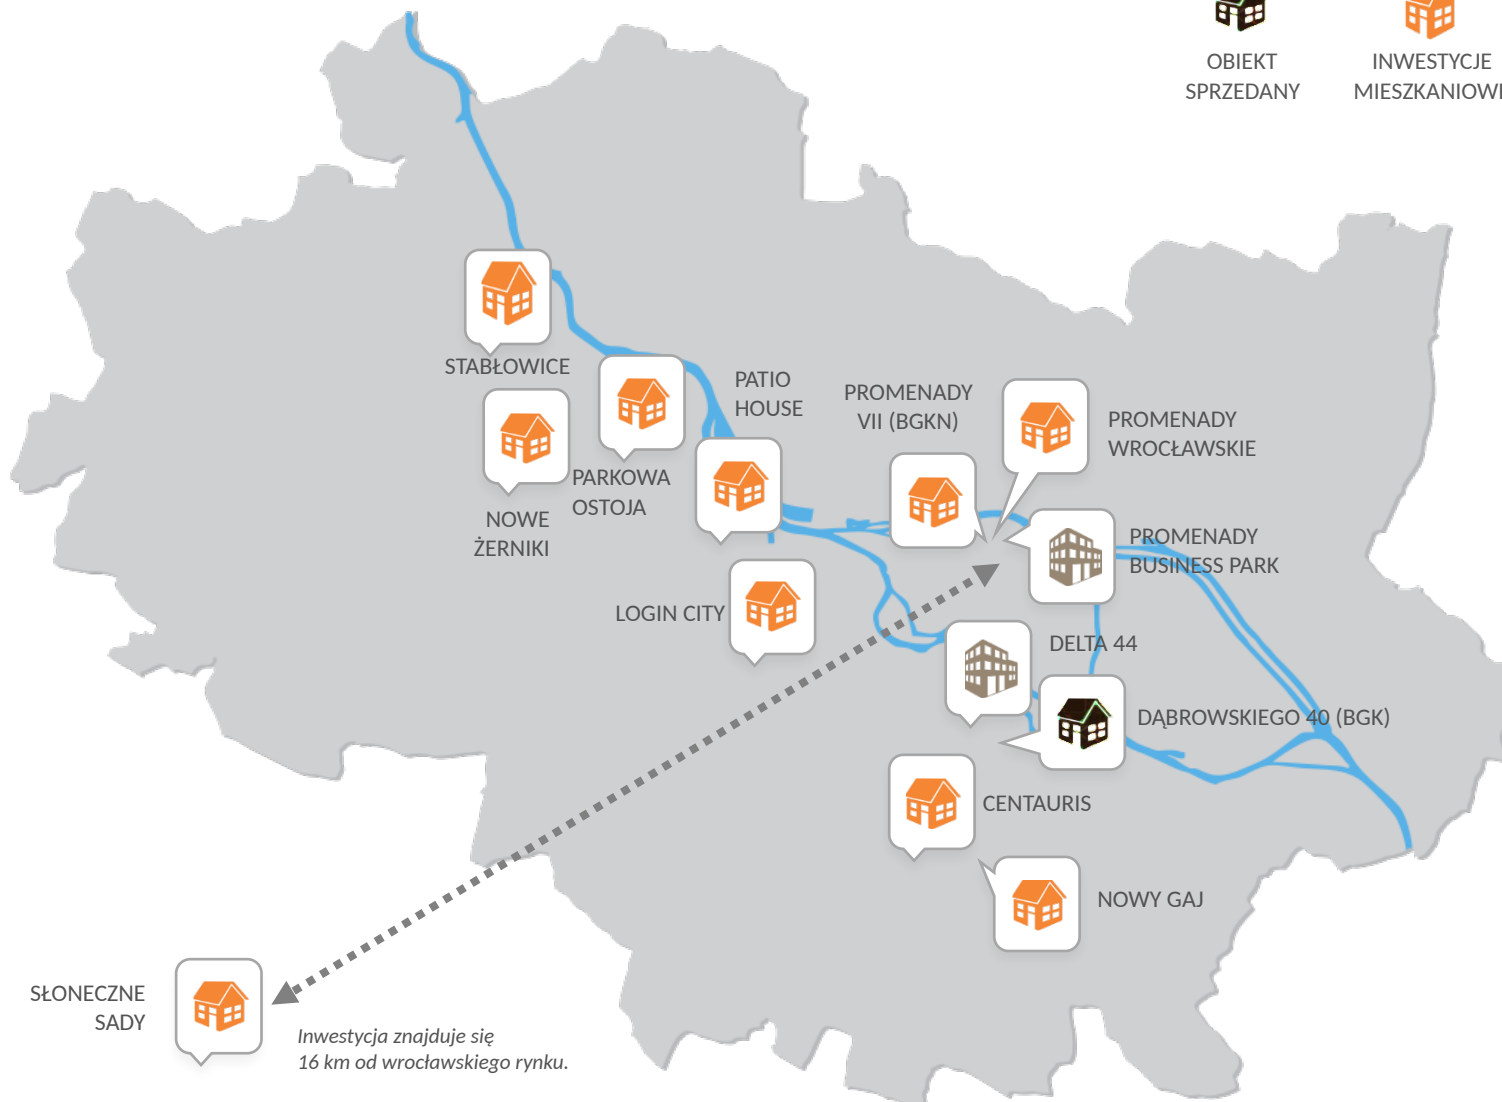 OBIEKT
SPRZEDANY
INWESTYCJE
MIESZKANIOWE
STABŁOWICE
PATIO
HOUSE
PROMENADY
VII (BGKN)
PROMENADY
WROCŁAWSKIE
PARKOWA
OSTOJA
NOWE
ŻERNIKI
PROMENADY
BUSINESS PARK
LOGIN CITY
DELTA 44
DĄBROWSKIEGO 40 (BGK)
CENTAURIS
NOWY GAJ
SŁONECZNE
SADY
Inwestycja znajduje się
16 km od wrocławskiego rynku.